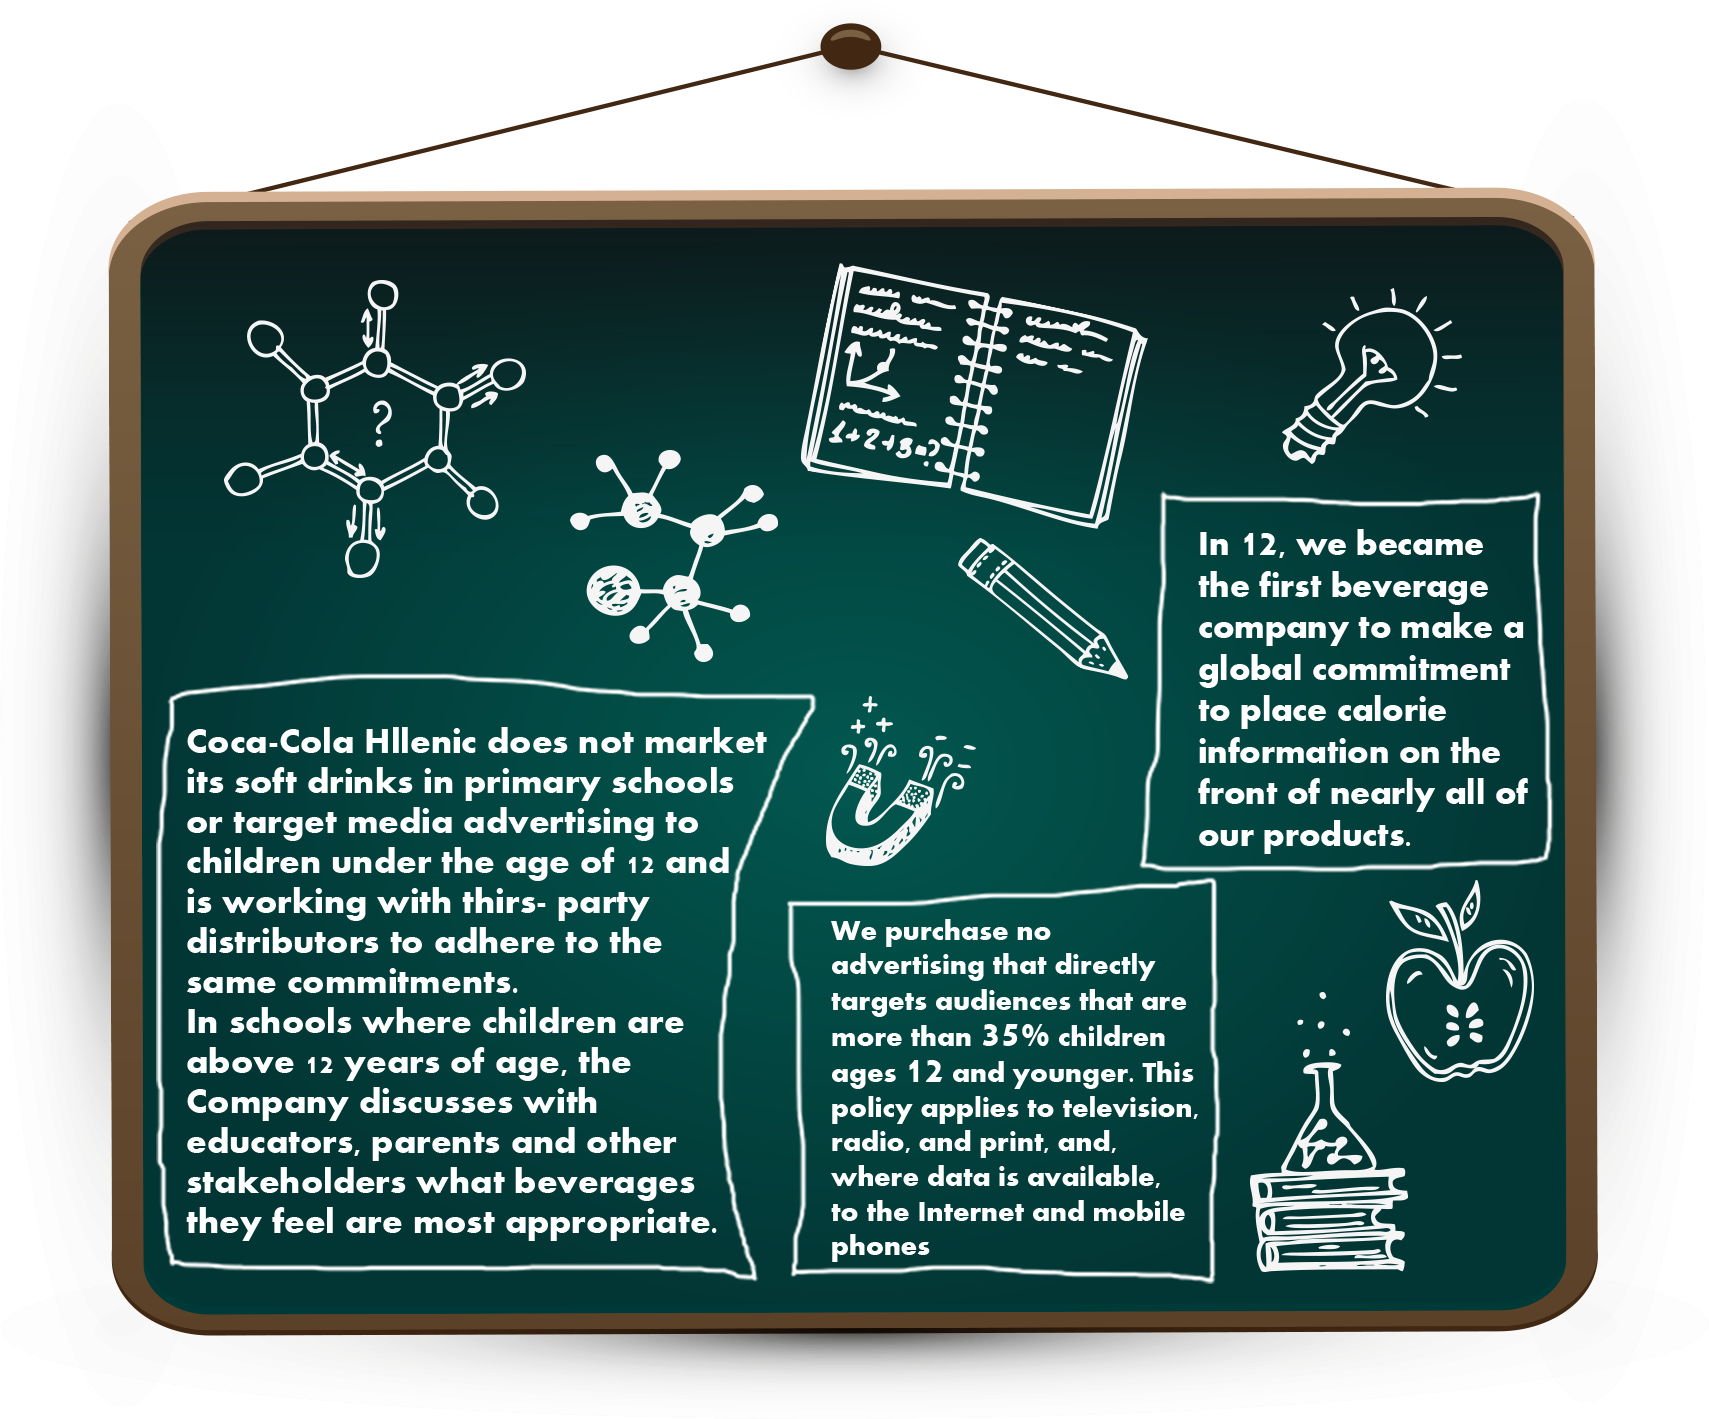 1+2+3=?
?
In 12, we became
the first beverage
company to make a
global commitment
to place calorie
information on the
front of nearly all of
our products.
Coca-Cola Hllenic does not market
its soft drinks in primary schools
or target media advertising to
children under the age of 12 and
is working with thirs- party
distributors to adhere to the
same commitments.
In schools where children are
above 12 years of age, the
Company discusses with
educators, parents and other
stakeholders what beverages
they feel are most appropriate.
We purchase no
advertising that directly
targets audiences that are
more than 35% children
ages 12 and younger. This
policy applies to television,
radio, and print, and,
where data is available,
to the Internet and mobile
phones